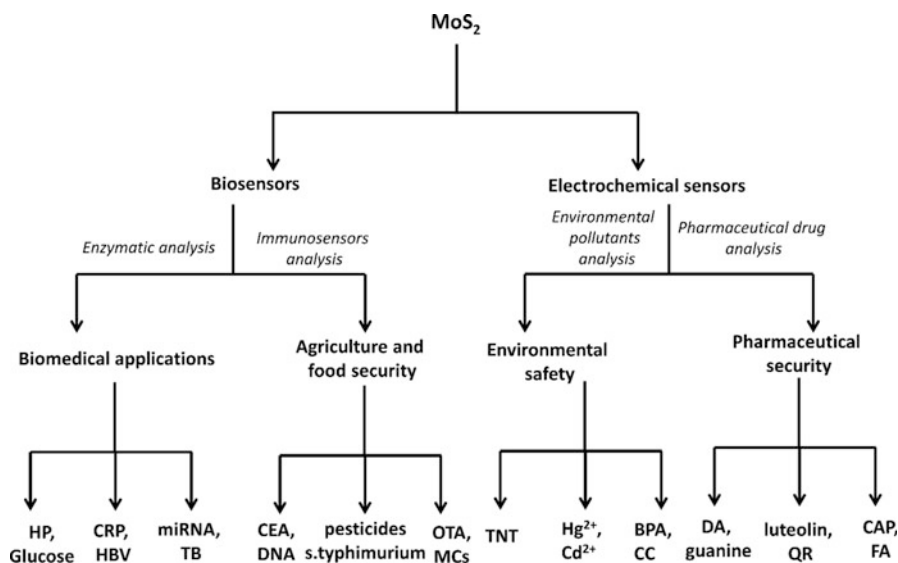 MoS₂
Biosensors
Electrochemical sensors
Enzymatic analysis
Immunosensors
analysis
Environmental
pollutants
analysis
Pharmaceutical drug
analysis
Biomedical applications
Agriculture and
food security
Environmental
safety
Pharmaceutical
security
HP,
Glucose
CRP,
HBV
miRNA,
TB
CEA,
DNA
pesticides
s.typhimurium
OTA,
MCs
TNT
Hg²⁺,
Cd²⁺
BPA,
CC
DA,
guanine
luteolin,
QR
CAP,
FA